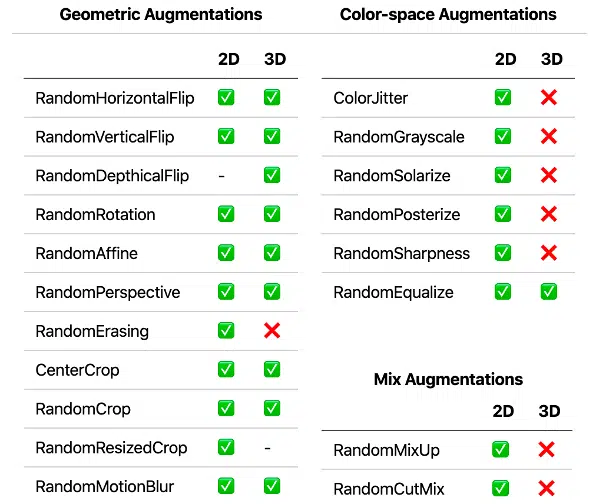 Geometric Augmentations
2D 3D
RandomHorizontalFlip ✅ ✅
RandomVerticalFlip ✅ ✅
RandomDepthicalFlip - ✅
RandomRotation ✅ ✅
RandomAffine ✅ ✅
RandomPerspective ✅ ✅
RandomErasing ✅ ❌
CenterCrop ✅ ✅
RandomCrop ✅ ✅
RandomResizedCrop ✅ -
RandomMotionBlur ✅ ✅
Color-space Augmentations
2D 3D
ColorJitter ✅ ❌
RandomGrayscale ✅ ❌
RandomSolarize ✅ ❌
RandomPosterize ✅ ❌
RandomSharpness ✅ ❌
RandomEqualize ✅ ✅
Mix Augmentations
2D 3D
RandomMixUp ✅ ❌
RandomCutMix ✅ ❌